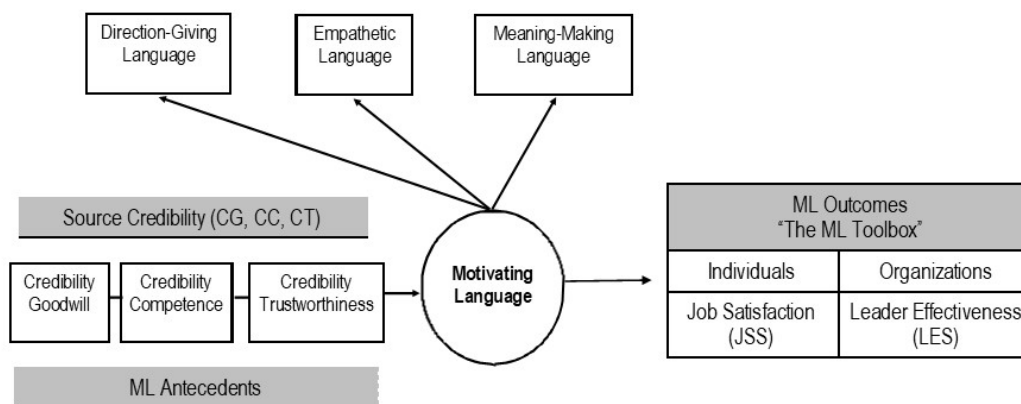 Direction-Giving
Language
Empathetic
Language
Meaning-Making
Language
Source Credibility (CG, CC, CT)
Credibility
Goodwill
Credibility
Competence
Credibility
Trustworthiness
ML Antecedents
Motivating
Language
ML Outcomes
“The ML Toolbox”
Individuals
Organizations
Job Satisfaction
(JSS)
Leader Effectiveness
(LES)